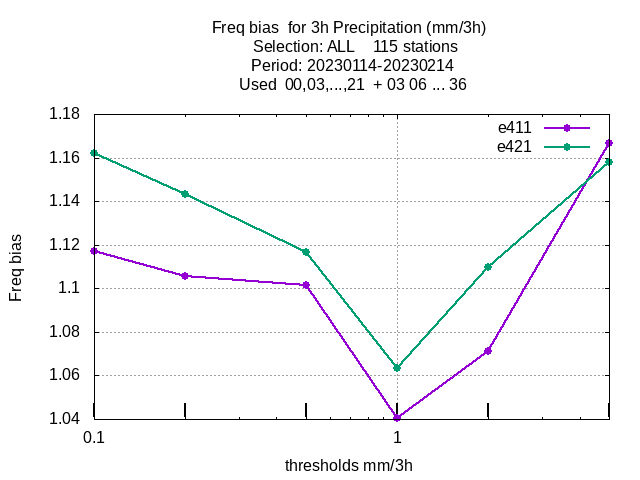 Freq bias  for 3h Precipitation (mm/3h)
Selection: ALL    115 stations
Period: 20230114-20230214
Used  00,03,...,21  + 03 06 ... 36
e411
e421
1.18
1.16
1.14
1.12
1.1
1.08
1.06
1.04
Freq bias
0.1
1
thresholds mm/3h